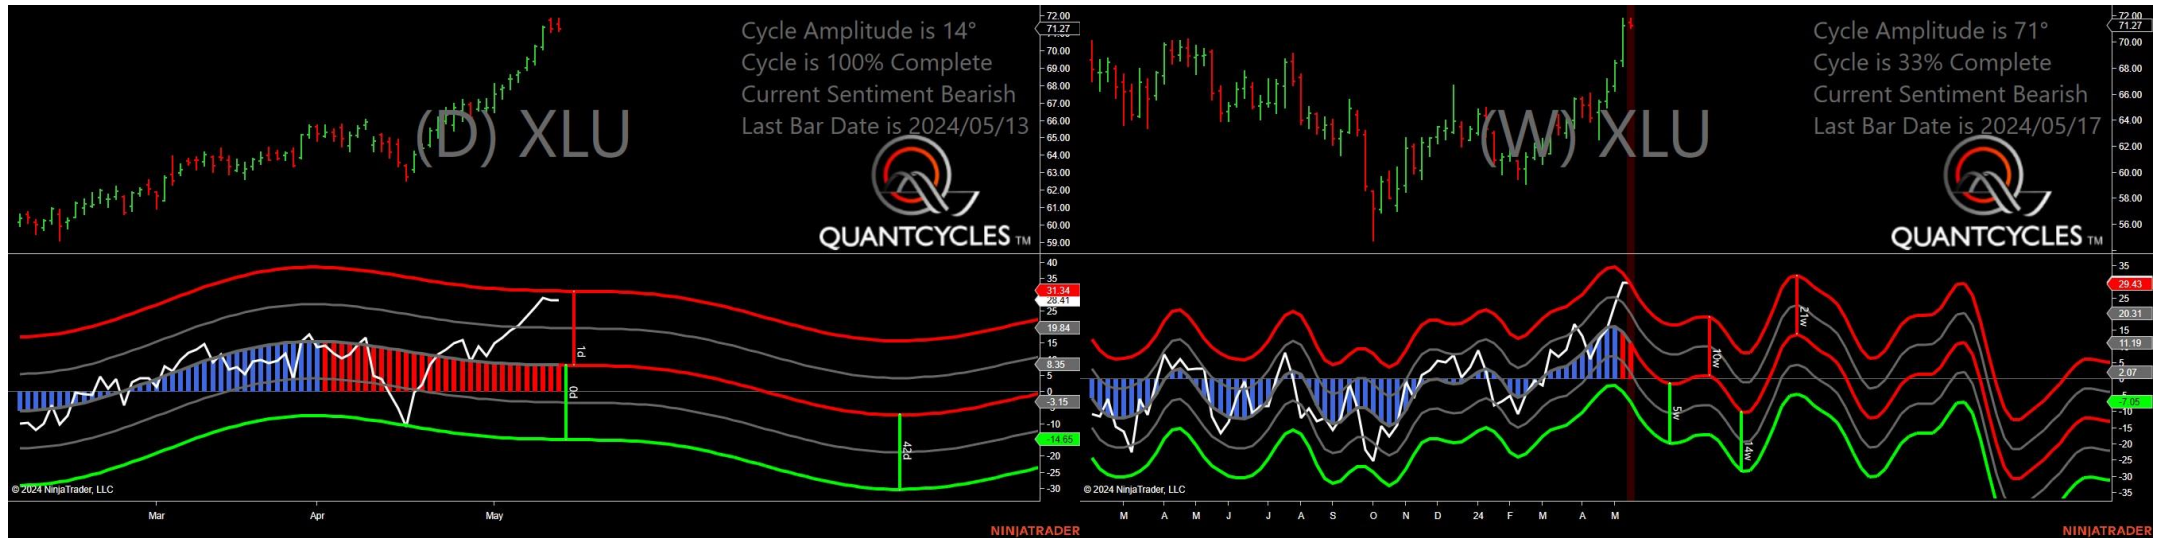 Cycle Amplitude is 14°
Cycle is 100% Complete
Current Sentiment Bearish
Last Bar Date is 2024/05/13
(D) XLU
QUANTCYCLES TM
72.00
71.27
70.00
69.00
68.00
67.00
66.00
65.00
64.00
63.00
62.00
61.00
60.00
59.00
40
35
31.34
28.41
19.84
15
8.35
5
0
-3.15
-5
-10
-14.65
-20
-25
-30
1d
0d
42d
© 2024 NinjaTrader, LLC
Mar Apr May
NINJATRADER
Cycle Amplitude is 71°
Cycle is 33% Complete
Current Sentiment Bearish
Last Bar Date is 2024/05/17
(W) XLU
QUANTCYCLES TM
72.00
71.27
70.00
68.00
66.00
64.00
62.00
60.00
58.00
56.00
35
29.43
25
20.31
15
11.19
5
2.07
-7.05
-10
-15
-20
-25
-30
-35
5w
10w
14w
21w
© 2024 NinjaTrader, LLC
M A M J J A S O N D 24 F M A M
NINJATRADER